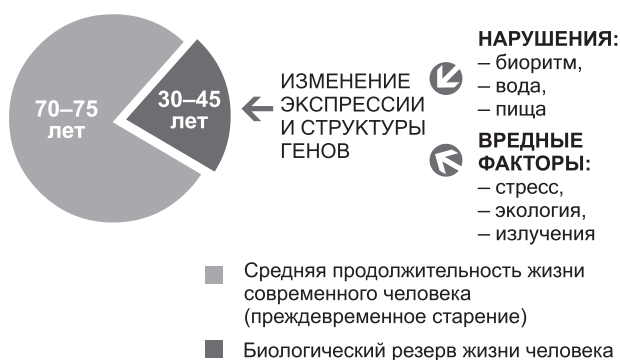 70–75
лет
30–45
лет
ИЗМЕНЕНИЕ
ЭКСПРЕССИИ
И СТРУКТУРЫ
ГЕНОВ
НАРУШЕНИЯ:
– биоритм,
– вода,
– пища
ВРЕДНЫЕ
ФАКТОРЫ:
– стресс,
– экология,
– излучения
Средняя продолжительность жизни
современного человека
(преждевременное старение)
Биологический резерв жизни человека